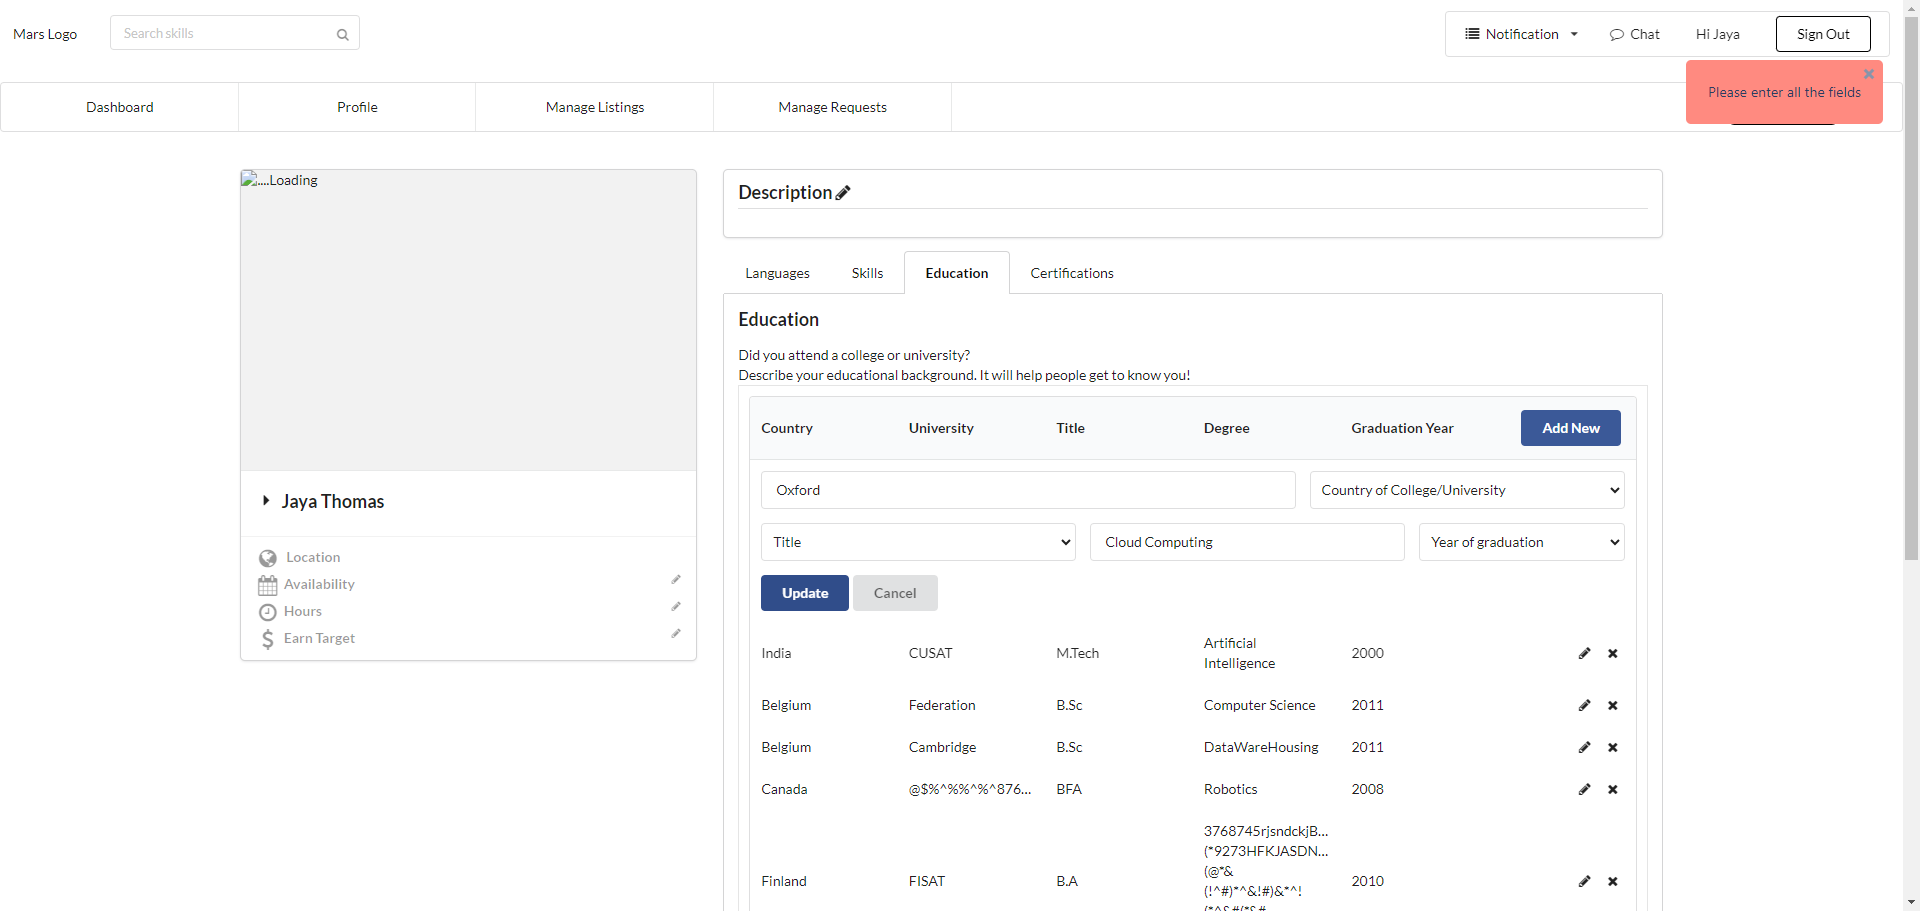 Mars Logo
Search skills
Notification
Chat
Hi Jaya
Sign Out
Please enter all the fields
Dashboard
Profile
Manage Listings
Manage Requests
....Loading
Jaya Thomas
Location
Availability
Hours
Earn Target
Description
Languages
Skills
Education
Certifications
Education
Did you attend a college or university?
Describe your educational background. It will help people get to know you!
Country University Title Degree Graduation Year Add New
Oxford Country of College/University
Title Cloud Computing Year of graduation
Update Cancel
India CUSAT M.Tech Artificial Intelligence 2000
Belgium Federation B.Sc Computer Science 2011
Belgium Cambridge B.Sc DataWareHousing 2011
Canada @$%^%%^%^876... BFA Robotics 2008
3768745rjsndckjB...
(*9273HFKJASDN...
(@*&
Finland FISAT B.A 2010
(!^#)*^&!#)&*^!